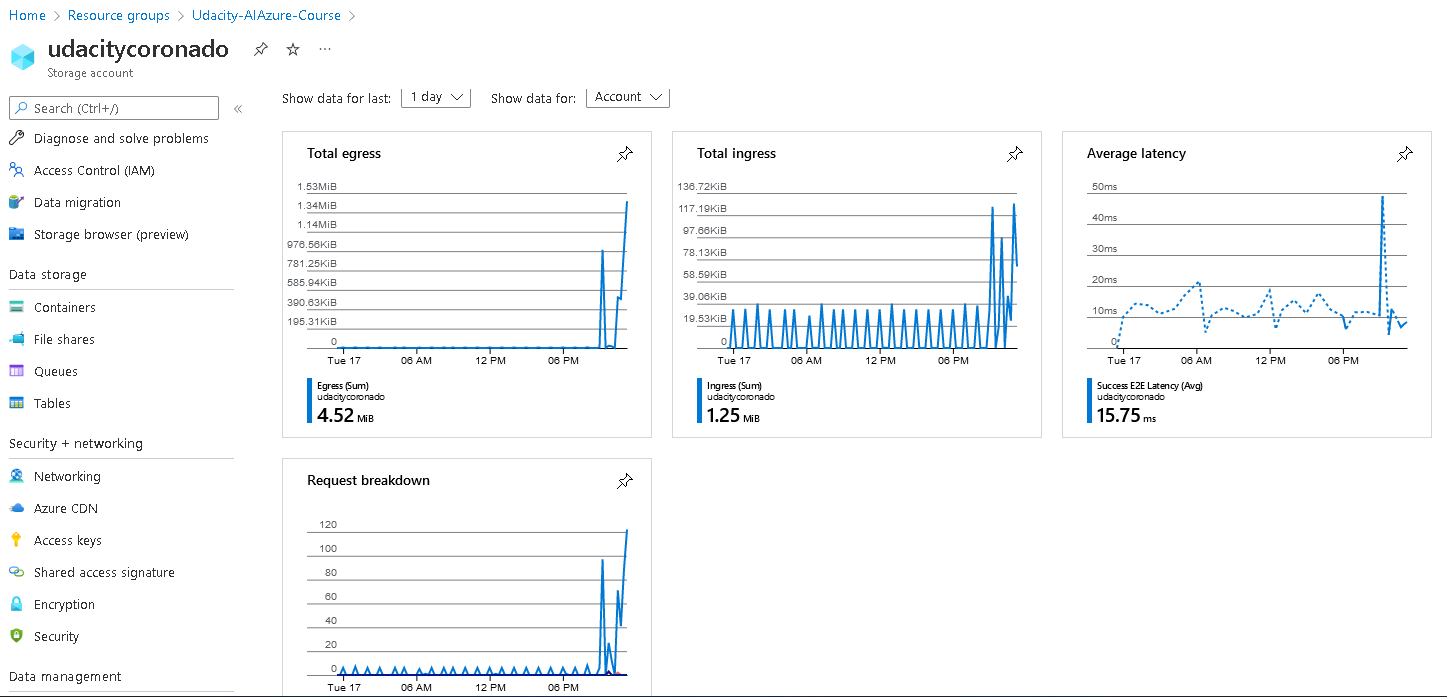 Home > Resource groups > Udacity-AIAzure-Course >
udacitycoronado
Storage account
Search (Ctrl+/)
«
Diagnose and solve problems
Access Control (IAM)
Data migration
Storage browser (preview)
Data storage
Containers
File shares
Queues
Tables
Security + networking
Networking
Azure CDN
Access keys
Shared access signature
Encryption
Security
Data management
Show data for last: 1 day Show data for: Account
Total egress
1.53MiB
1.34MiB
1.14MiB
976.56KiB
781.25KiB
585.94KiB
390.63KiB
195.31KiB
0
Tue 17 06 AM 12 PM 06 PM
Egress (Sum)
udacitycoronado
4.52 MiB
Total ingress
136.72KiB
117.19KiB
97.66KiB
78.13KiB
58.59KiB
39.06KiB
19.53KiB
0
Tue 17 06 AM 12 PM 06 PM
Ingress (Sum)
udacitycoronado
1.25 MiB
Average latency
50ms
40ms
30ms
20ms
10ms
0
Tue 17 06 AM 12 PM 06 PM
Success E2E Latency (Avg)
udacitycoronado
15.75 ms
Request breakdown
120
100
80
60
40
20
0
Tue 17 06 AM 12 PM 06 PM